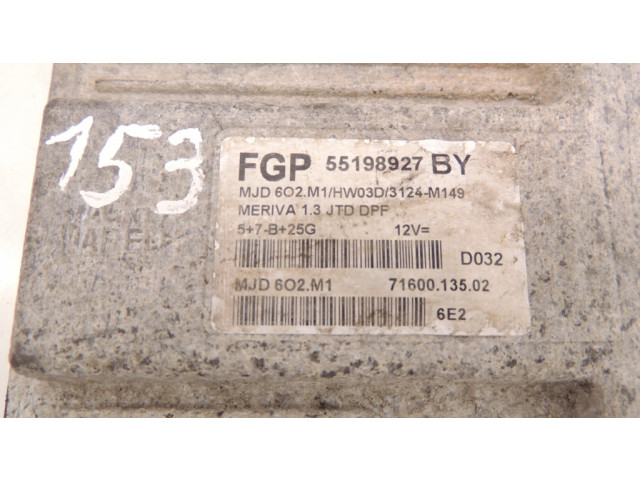 153
FGP 55198927 BY
MJD 6O2.M1/HW03D/3124-M149
MERIVA 1.3 JTD DPF
5+7-B+25G 12V=
D032
MJD 6O2.M1 71600.135.02
6E2